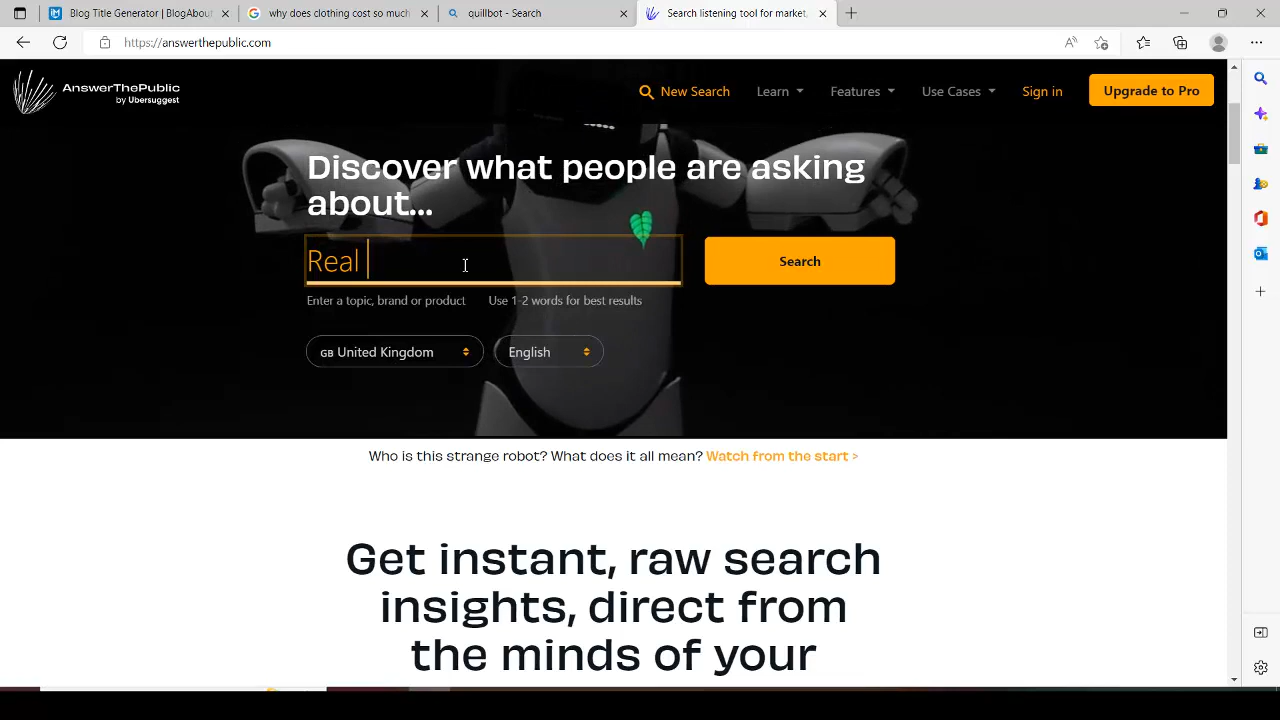 Blog Title Generator | BlogAbou
why does clothing cost so much
quillbot - Search
Search listening tool for market,
https://answerthepublic.com
AnswerThePublic
by Ubersuggest
New Search
Learn
Features
Use Cases
Sign in
Upgrade to Pro
Discover what people are asking
about...
Real
Search
Enter a topic, brand or product
Use 1-2 words for best results
GB United Kingdom
English
Who is this strange robot? What does it all mean? Watch from the start >
Get instant, raw search
insights, direct from
the minds of your